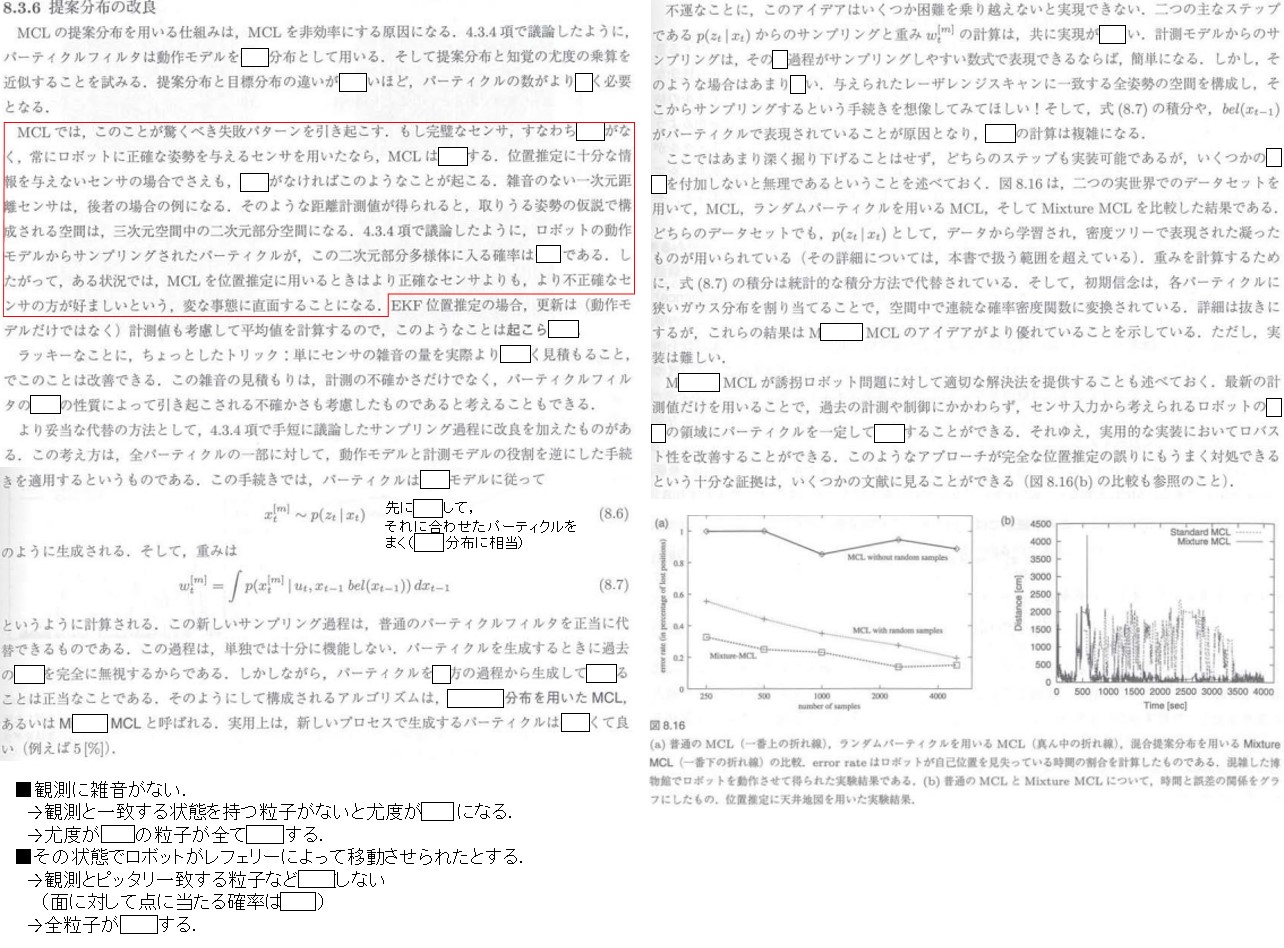 8.3.6 提案分布の改良
MCLの提案分布を用いる仕組みは，MCLを非効率にする原因になる．4.3.4項で議論したように，
パーティクルフィルタは動作モデルを□分布として用いる．そして提案分布と知覚の尤度の乗算を
近似することを試みる．提案分布と目標分布の違いが□いほど，パーティクルの数がより□く必要
となる．
MCLでは，このことが驚くべき失敗パターンを引き起こす．もし完璧なセンサ，すなわち□がな
く，常にロボットに正確な姿勢を与えるセンサを用いたなら，MCLは□する．位置推定に十分な情
報を与えないセンサの場合でさえも，□がなければこのようなことが起こる．雑音のない一次元距
離センサは，後者の場合の例になる．そのような距離計測値が得られると，取りうる姿勢の仮説で構
成される空間は，三次元空間中の二次元部分空間になる．4.3.4項で議論したように，ロボットの動作
モデルからサンプリングされたパーティクルが，この二次元部分多様体に入る確率は□である．し
たがって，ある状況では，MCLを位置推定に用いるときはより正確なセンサよりも，より不正確なセ
ンサの方が好ましいという，変な事態に直面することになる．EKF位置推定の場合，更新は（動作モ
デルだけではなく）計測値も考慮して平均値を計算するので，このようなことは起こら□
ラッキーなことに，ちょっとしたトリック：単にセンサの雑音の量を実際より□く見積もること，
でこのことは改善できる．この雑音の見積もりは，計測の不確かさだけでなく，パーティクルフィル
タの□の性質によって引き起こされる不確かさも考慮したものであると考えることもできる．
より妥当な代替の方法として，4.3.4項で手短に議論したサンプリング過程に改良を加えたものがあ
る．この考え方は，全パーティクルの一部に対して，動作モデルと計測モデルの役割を逆にした手続
きを適用するというものである．この手続きでは，パーティクルは□モデルに従って
x_t^{[m]} ~ p(z_t | x_t) (8.6)
先に□して，
それに合わせたパーティクルを
まく(□分布に相当)
のように生成される．そして，重みは
w_t^{[m]} = ∫ p(x_t^{[m]} | u_t, x_{t-1} bel(x_{t-1})) dx_{t-1} (8.7)
というように計算される．この新しいサンプリング過程は，普通のパーティクルフィルタを正当に代
替できるものである．この過程は，単独では十分に機能しない．パーティクルを生成するときに過去
の□を完全に無視するからである．しかしながら，パーティクルを□方の過程から生成して□る
ことは正当なことである．そのようにして構成されるアルゴリズムは，□分布を用いたMCL，
あるいはM□MCLと呼ばれる．実用上は，新しいプロセスで生成するパーティクルは□くて良
い（例えば5[%]）．
■観測に雑音がない．
→観測と一致する状態を持つ粒子がないと尤度が□になる．
→尤度が□の粒子が全て□する．
■その状態でロボットがレフェリーによって移動させられたとする．
→観測とピッタリ一致する粒子など□しない
（面に対して点に当たる確率は□）
→全粒子が□する．
不運なことに，このアイデアはいくつか困難を乗り越えないと実現できない．二つの主なステップ
である p(z_t | x_t) からのサンプリングと重み w_t^{[m]} の計算は，共に実現が□い．計測モデルからのサ
ンプリングは，その□過程がサンプリングしやすい数式で表現できるならば，簡単になる．しかし，そ
のような場合はあまり□い．与えられたレーザレンジスキャンに一致する全姿勢の空間を構成し，そ
こからサンプリングするという手続きを想像してみてほしい！そして，式(8.7)の積分や，bel(x_{t-1})
がパーティクルで表現されていることが原因となり，□の計算は複雑になる．
ここではあまり深く掘り下げることはせず，どちらのステップも実装可能であるが，いくつかの□
□を付加しないと無理であるということを述べておく．図8.16は，二つの実世界でのデータセットを
用いて，MCL，ランダムパーティクルを用いるMCL，そしてMixture MCLを比較した結果である．
どちらのデータセットでも，p(z_t | x_t) として，データから学習され，密度ツリーで表現された凝った
ものが用いられている（その詳細については，本書で扱う範囲を超えている）．重みを計算するため
に，式(8.7)の積分は統計的な積分方法で代替されている．そして，初期信念は，各パーティクルに
狭いガウス分布を割り当てることで，空間中で連続な確率密度関数に変換されている．詳細は抜きに
するが，これらの結果はM□MCLのアイデアがより優れていることを示している．ただし，実
装は難しい．
M□MCLが誘拐ロボット問題に対して適切な解決法を提供することも述べておく．最新の計
測値だけを用いることで，過去の計測や制御にかかわらず，センサ入力から考えられるロボットの□
□の領域にパーティクルを一定して□することができる．それゆえ，実用的な実装においてロバス
ト性を改善することができる．このようなアプローチが完全な位置推定の誤りにもうまく対処できる
という十分な証拠は，いくつかの文献に見ることができる（図8.16(b)の比較も参照のこと）．
(a)
error rate (in percentage of lost positions)
1
0.8
0.6
0.4
0.2
0
MCL without random samples
MCL with random samples
Mixture-MCL
250 500 1000 2000 4000
number of samples
(b)
Distance [cm]
4500
4000
3500
3000
2500
2000
1500
1000
500
0
Standard MCL
Mixture MCL
0 500 1000 1500 2000 2500 3000 3500 4000
Time [sec]
図8.16
(a) 普通のMCL（一番上の折れ線），ランダムパーティクルを用いるMCL（真ん中の折れ線），混合提案分布を用いるMixture
MCL（一番下の折れ線）の比較．error rateはロボットが自己位置を見失っている時間の割合を計算したものである．混雑した博
物館でロボットを動作させて得られた実験結果である．(b) 普通のMCLとMixture MCLについて，時間と誤差の関係をグラ
フにしたもの．位置推定に天井地図を用いた実験結果．